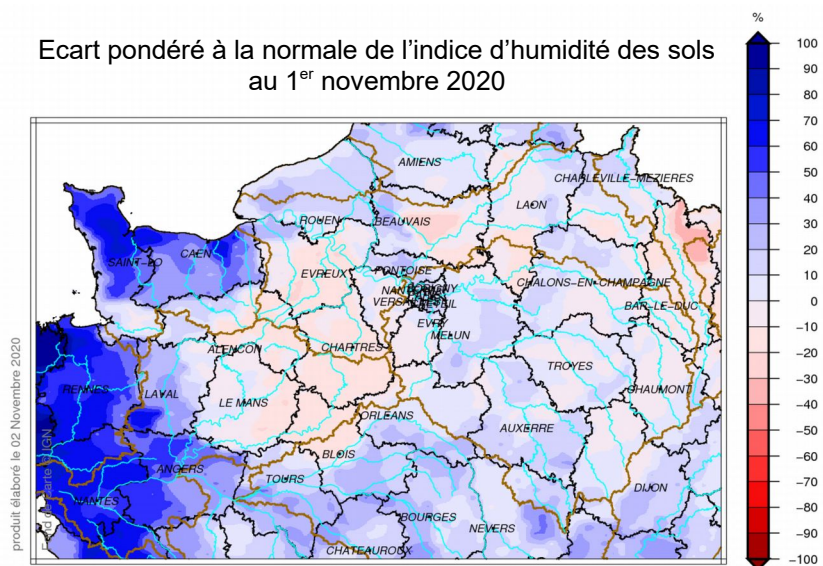 Ecart pondéré à la normale de l’indice d’humidité des sols
au 1er novembre 2020
%
100
90
80
70
60
50
40
30
20
10
0
−10
−20
−30
−40
−50
−60
−70
−80
−90
−100
AMIENS
CHARLEVILLE−MEZIERES
LAON
ROUEN
BEAUVAIS
CAEN
SAINT−LO
EVREUX
PONTOISE
CHALONS−EN−CHAMPAGNE
BAR−LE−DUC
EVRY
MELUN
ALENCON
CHARTRES
TROYES
RENNES
LAVAL
LE MANS
CHAUMONT
ORLEANS
AUXERRE
BLOIS
ANGERS
TOURS
DIJON
NANTES
BOURGES
NEVERS
CHATEAUROUX
produit élaboré le 02 Novembre 2020